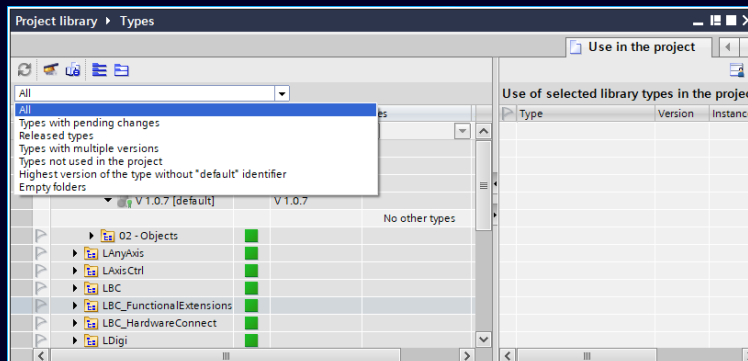 Project library ▸ Types
Use in the project
All
Use of selected library types in the projec
All
Types with pending changes
Released types
Types with multiple versions
Types not used in the project
Highest version of the type without "default" identifier
Empty folders
es
Type Version Instanc
V 1.0.7 [default] V 1.0.7
No other types
02 - Objects
LAnyAxis
LAxisCtrl
LBC
LBC_FunctionalExtensions
LBC_HardwareConnect
LDigi